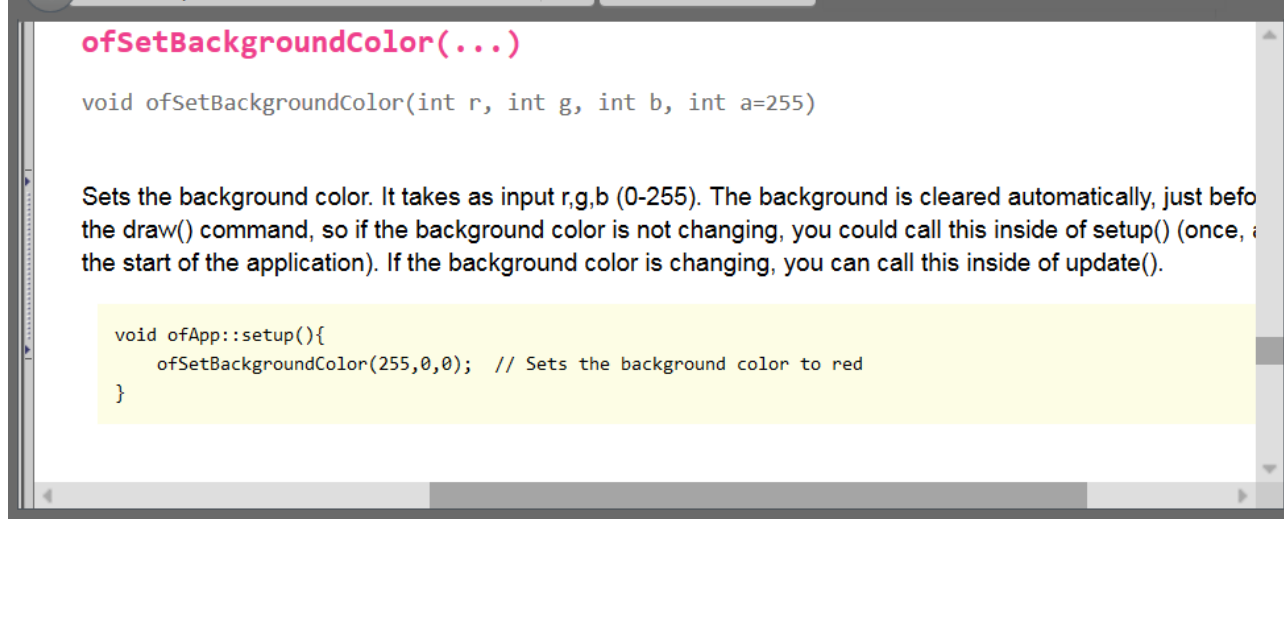 ofSetBackgroundColor(...)
void ofSetBackgroundColor(int r, int g, int b, int a=255)
Sets the background color. It takes as input r,g,b (0-255). The background is cleared automatically, just befo
the draw() command, so if the background color is not changing, you could call this inside of setup() (once,
the start of the application). If the background color is changing, you can call this inside of update().
void ofApp::setup(){
    ofSetBackgroundColor(255,0,0);  // Sets the background color to red
}